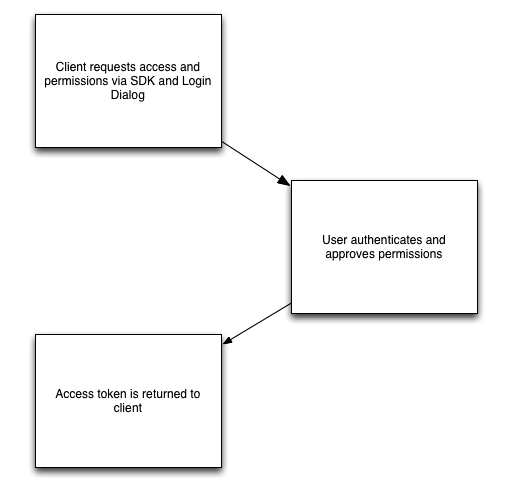 Client requests access and
permissions via SDK and Login
Dialog
User authenticates and
approves permissions
Access token is returned to
client